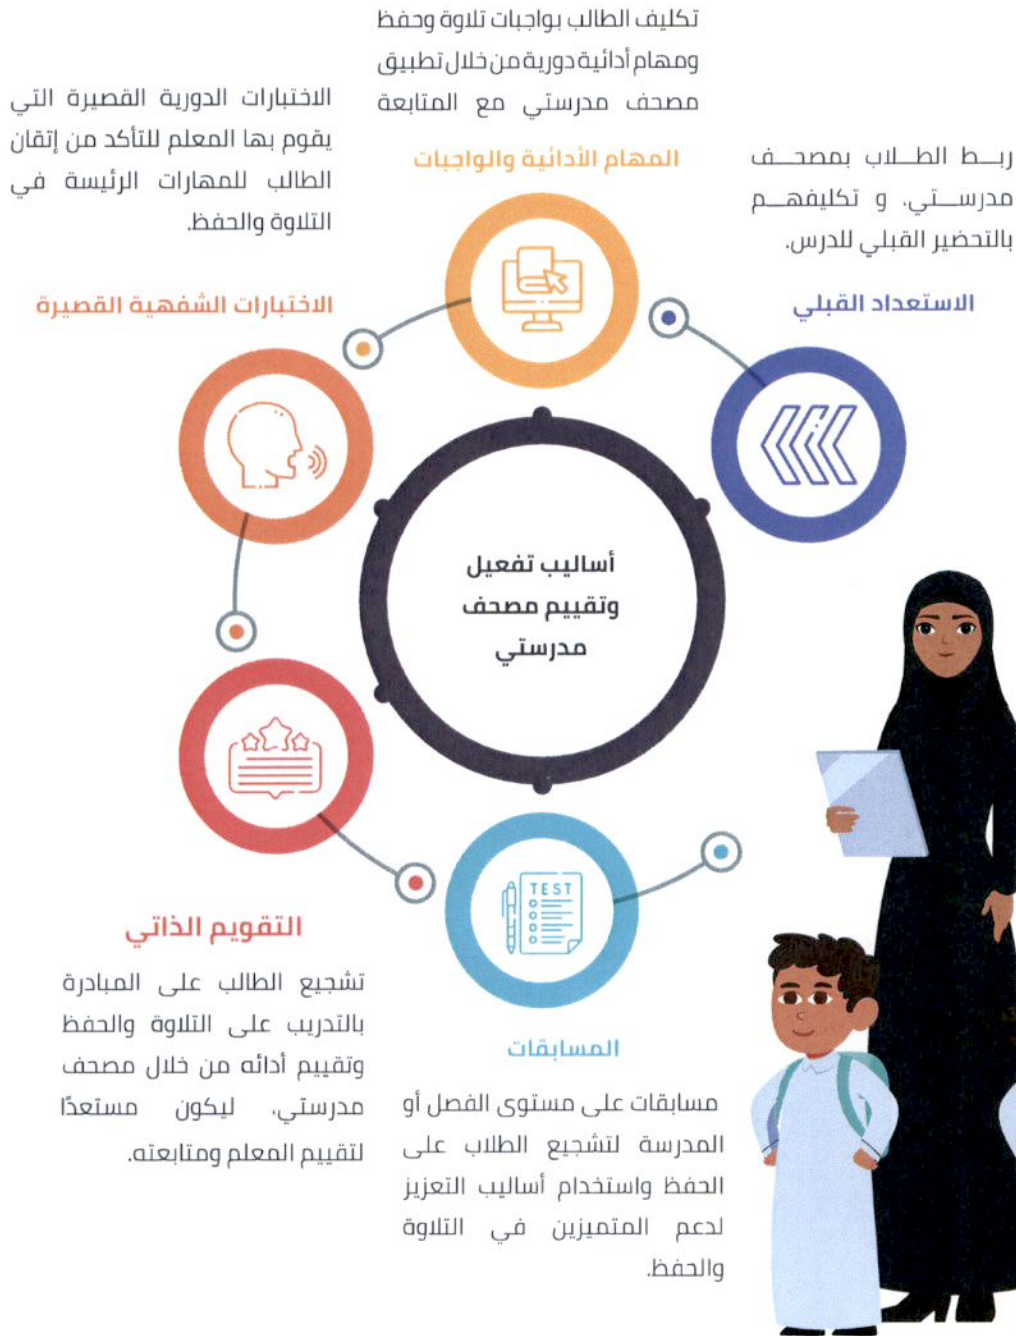 ربط الطلاب بمصحف
مدرستي، و تكليفهم
بالتحضير القبلي للدرس.
الاستعداد القبلي
تكليف الطالب بواجبات تلاوة وحفظ
ومهام أدائية دورية من خلال تطبيق
مصحف مدرستي مع المتابعة
المهام الأدائية والواجبات
الاختبارات الدورية القصيرة التي
يقوم بها المعلم للتأكد من إتقان
الطالب للمهارات الرئيسة في
التلاوة والحفظ.
الاختبارات الشفهية القصيرة
أساليب تفعيل
وتقييم مصحف
مدرستي
التقويم الذاتي
تشجيع الطالب على المبادرة
بالتدريب على التلاوة والحفظ
وتقييم أدائه من خلال مصحف
مدرستي، ليكون مستعدًا
لتقييم المعلم ومتابعته.
TEST
المسابقات
مسابقات على مستوى الفصل أو
المدرسة لتشجيع الطلاب على
الحفظ واستخدام أساليب التعزيز
لدعم المتميزين في التلاوة
والحفظ.